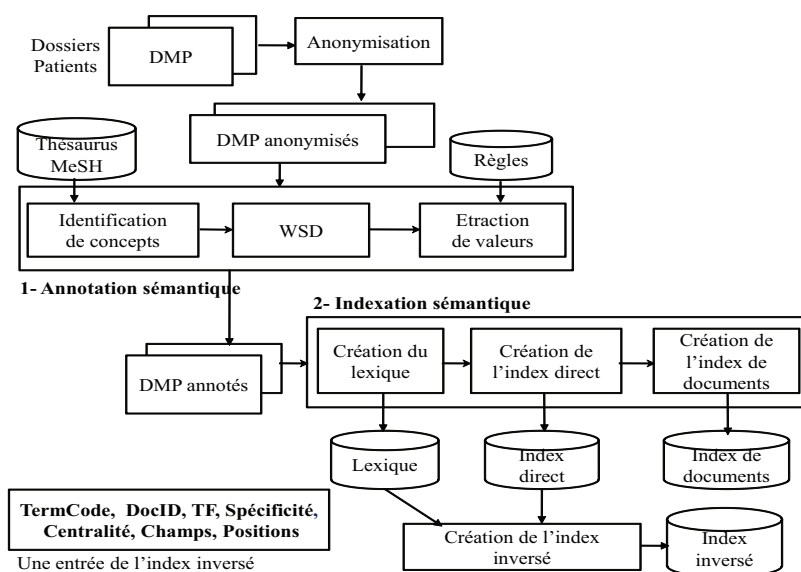 Dossiers
Patients
DMP
Anonymisation
DMP anonymisés
Thésaurus
MeSH
Règles
Identification
de concepts
WSD
Etraction
de valeurs
1- Annotation sémantique
2- Indexation sémantique
DMP annotés
Création du
lexique
Création de
l’index direct
Création de
l’index de
documents
Lexique
Index
direct
Index de
documents
TermCode, DocID, TF, Spécificité,
Centralité, Champs, Positions
Une entrée de l’index inversé
Création de l’index
inversé
Index
inversé